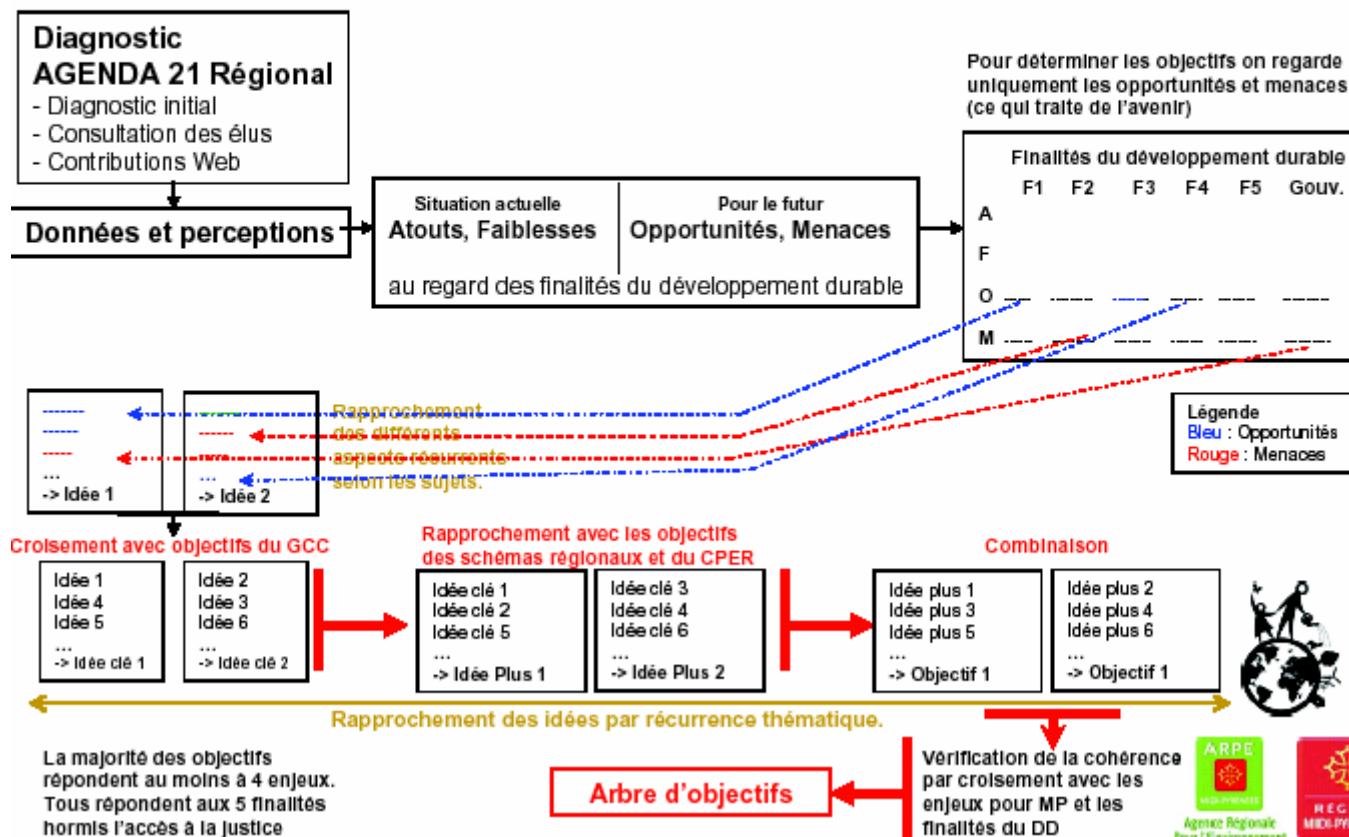 Diagnostic
AGENDA 21 Régional
- Diagnostic initial
- Consultation des élus
- Contributions Web
Données et perceptions
Situation actuelle
Atouts, Faiblesses
Pour le futur
Opportunités, Menaces
au regard des finalités du développement durable
Pour déterminer les objectifs on regarde
uniquement les opportunités et menaces
(ce qui traite de l'avenir)
Finalités du développement durable
F1 F2 F3 F4 F5 Gouv.
A
F
O
M
Légende
Bleu : Opportunités
Rouge : Menaces
...
-> Idée 1
...
-> Idée 2
Rapprochement
des différents
aspects récurrents
selon les sujets.
Croisement avec objectifs du GCC
Idée 1
Idée 4
Idée 5
...
-> Idée clé 1
Idée 2
Idée 3
Idée 6
...
-> Idée clé 2
Rapprochement avec les objectifs
des schémas régionaux et du CPER
Idée clé 1
Idée clé 2
Idée clé 5
...
-> Idée Plus 1
Idée clé 3
Idée clé 4
Idée clé 6
...
-> Idée Plus 2
Combinaison
Idée plus 1
Idée plus 3
Idée plus 5
...
-> Objectif 1
Idée plus 2
Idée plus 4
Idée plus 6
...
-> Objectif 1
Rapprochement des idées par récurrence thématique.
La majorité des objectifs
répondent au moins à 4 enjeux.
Tous répondent aux 5 finalités
hormis l'accès à la justice
Arbre d'objectifs
Vérification de la cohérence
par croisement avec les
enjeux pour MP et les
finalités du DD
ARPE
MIDI-PYRENEES
Agence Régionale